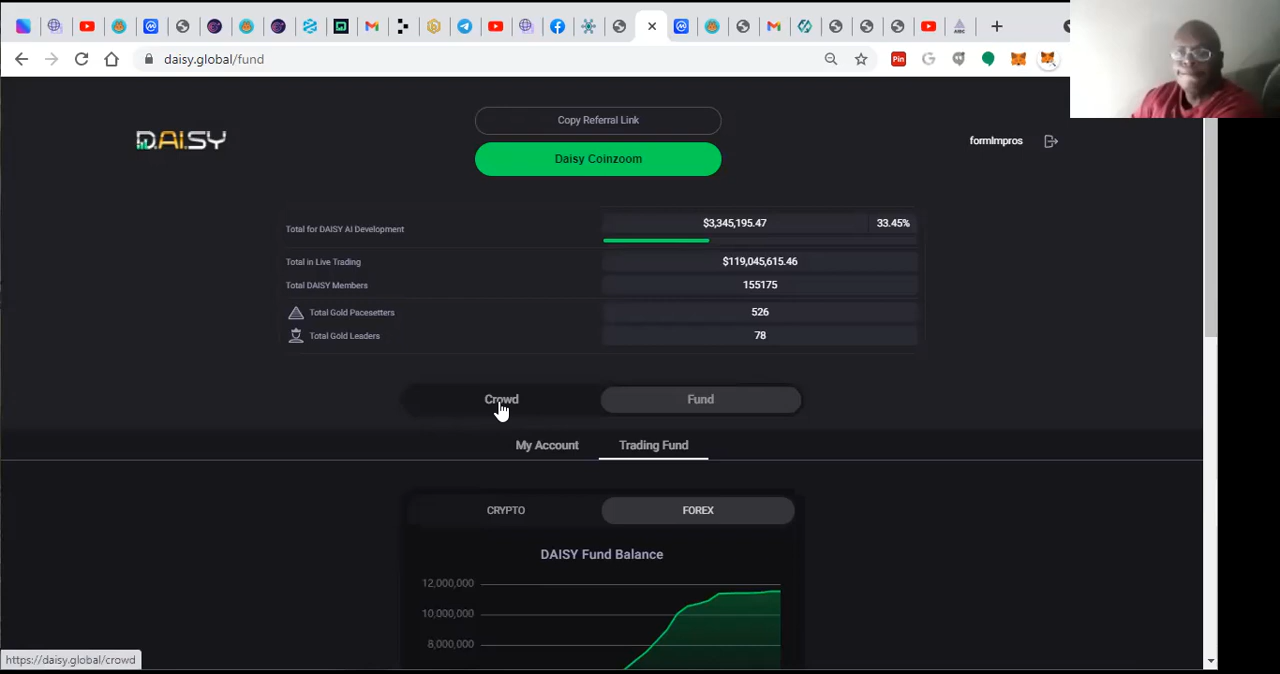 daisy.global/fund
Pin
Copy Referral Link
DAISY
Daisy Coinzoom
formImpros
Total for DAISY AI Development
$3,345,195.47
33.45%
Total in Live Trading
$119,045,615.46
Total DAISY Members
155175
Total Gold Pacesetters
526
Total Gold Leaders
78
Crowd
Fund
My Account
Trading Fund
CRYPTO
FOREX
DAISY Fund Balance
12,000,000
10,000,000
8,000,000
https://daisy.global/crowd